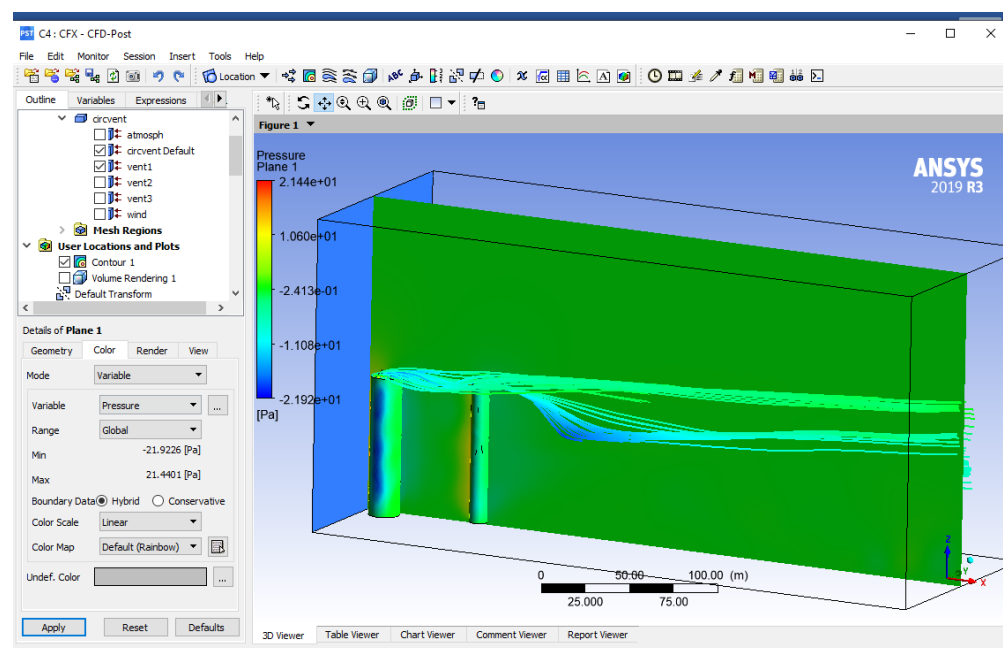 PST C4 : CFX - CFD-Post
File Edit Monitor Session Insert Tools Help
Location
Outline Variables Expressions
circvent
atmosph
circvent Default
vent1
vent2
vent3
wind
Mesh Regions
User Locations and Plots
Contour 1
Volume Rendering 1
Default Transform
Details of Plane 1
Geometry Color Render View
Mode Variable
Variable Pressure ...
Range Global
Min -21.9226 [Pa]
Max 21.4401 [Pa]
Boundary Data Hybrid Conservative
Color Scale Linear
Color Map Default (Rainbow)
Undef. Color ...
Apply Reset Defaults
Figure 1
Pressure
Plane 1
2.144e+01
1.060e+01
-2.413e-01
-1.108e+01
-2.192e+01
[Pa]
ANSYS
2019 R3
0 50.00 100.00 (m)
25.000 75.00
Z
Y
X
3D Viewer Table Viewer Chart Viewer Comment Viewer Report Viewer